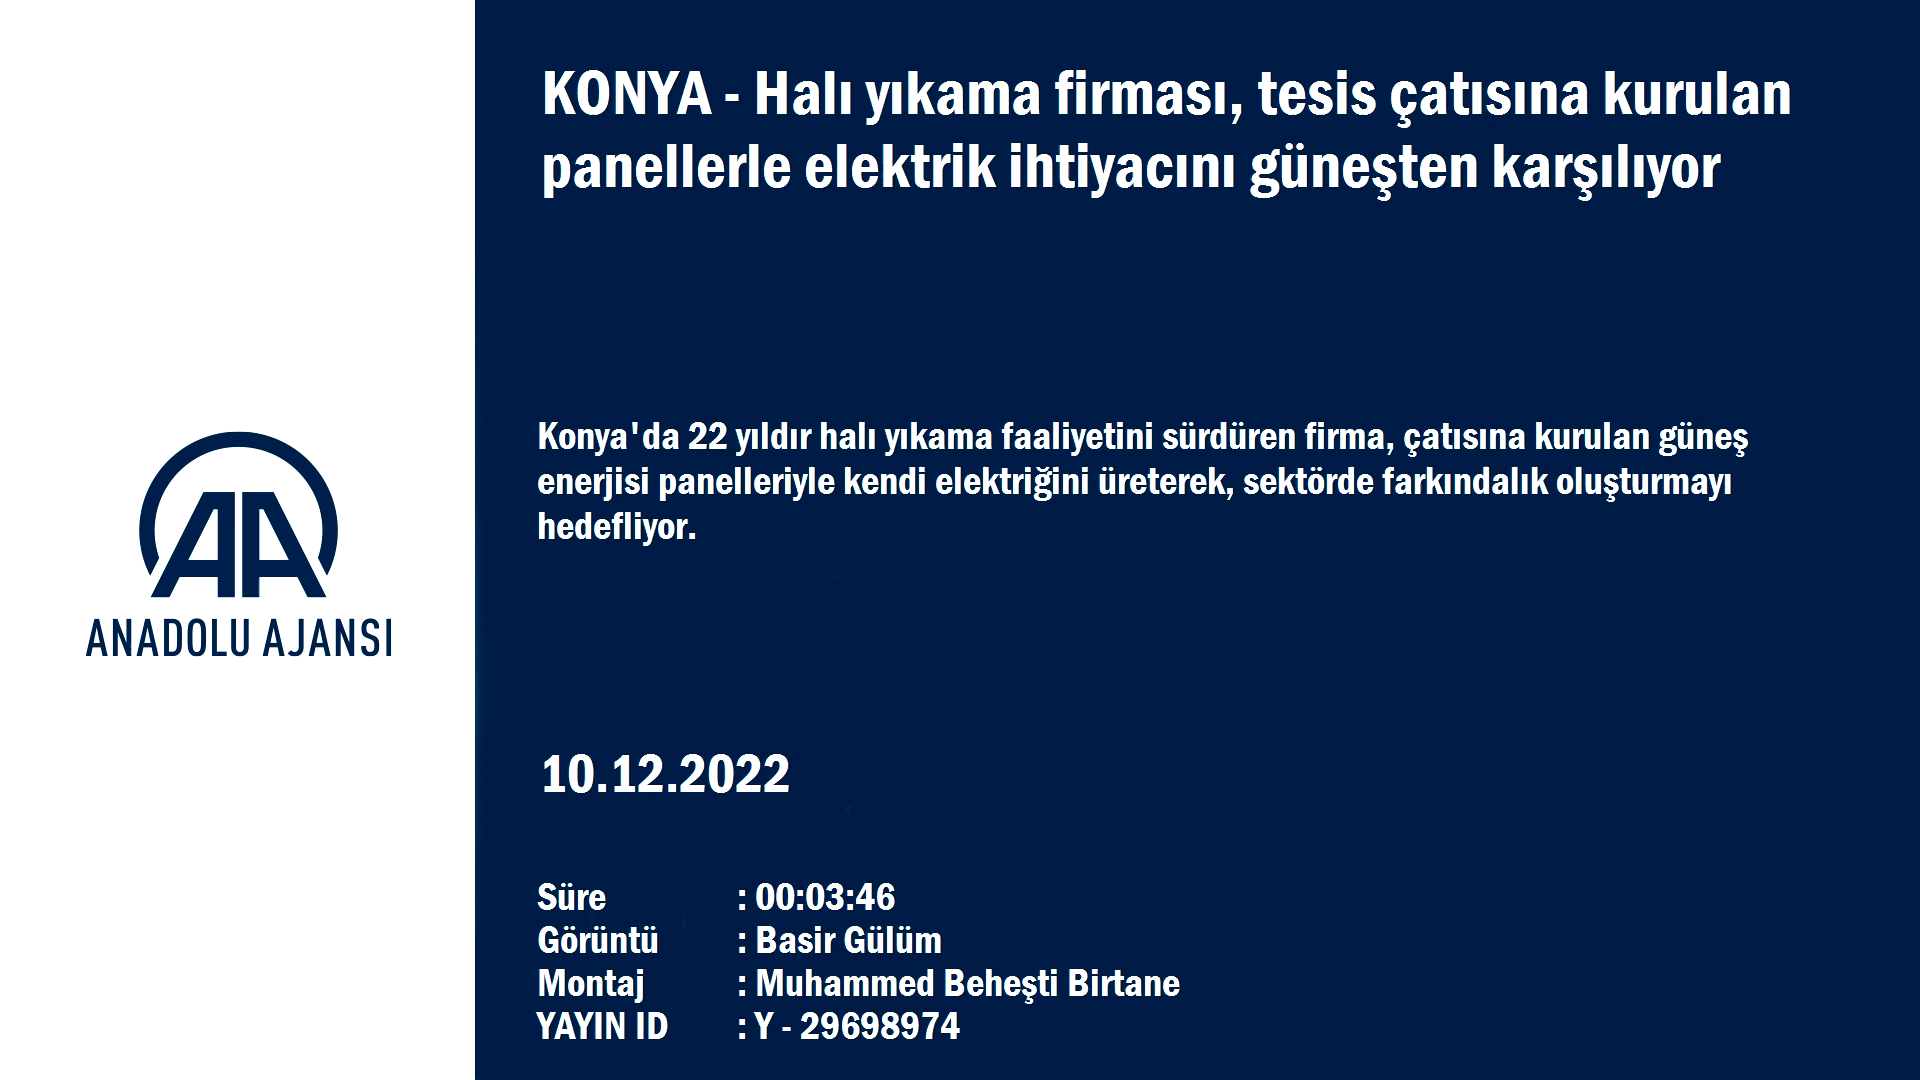 KONYA - Halı yıkama firması, tesis çatısına kurulan
panellerle elektrik ihtiyacını güneşten karşılıyor
Konya'da 22 yıldır halı yıkama faaliyetini sürdüren firma, çatısına kurulan güneş
enerjisi panelleriyle kendi elektriğini üreterek, sektörde farkındalık oluşturmayı
hedefliyor.
AA
ANADOLU AJANSI
10.12.2022
Süre : 00:03:46
Görüntü : Basir Gülüm
Montaj : Muhammed Beheşti Birtane
YAYIN ID : Y - 29698974